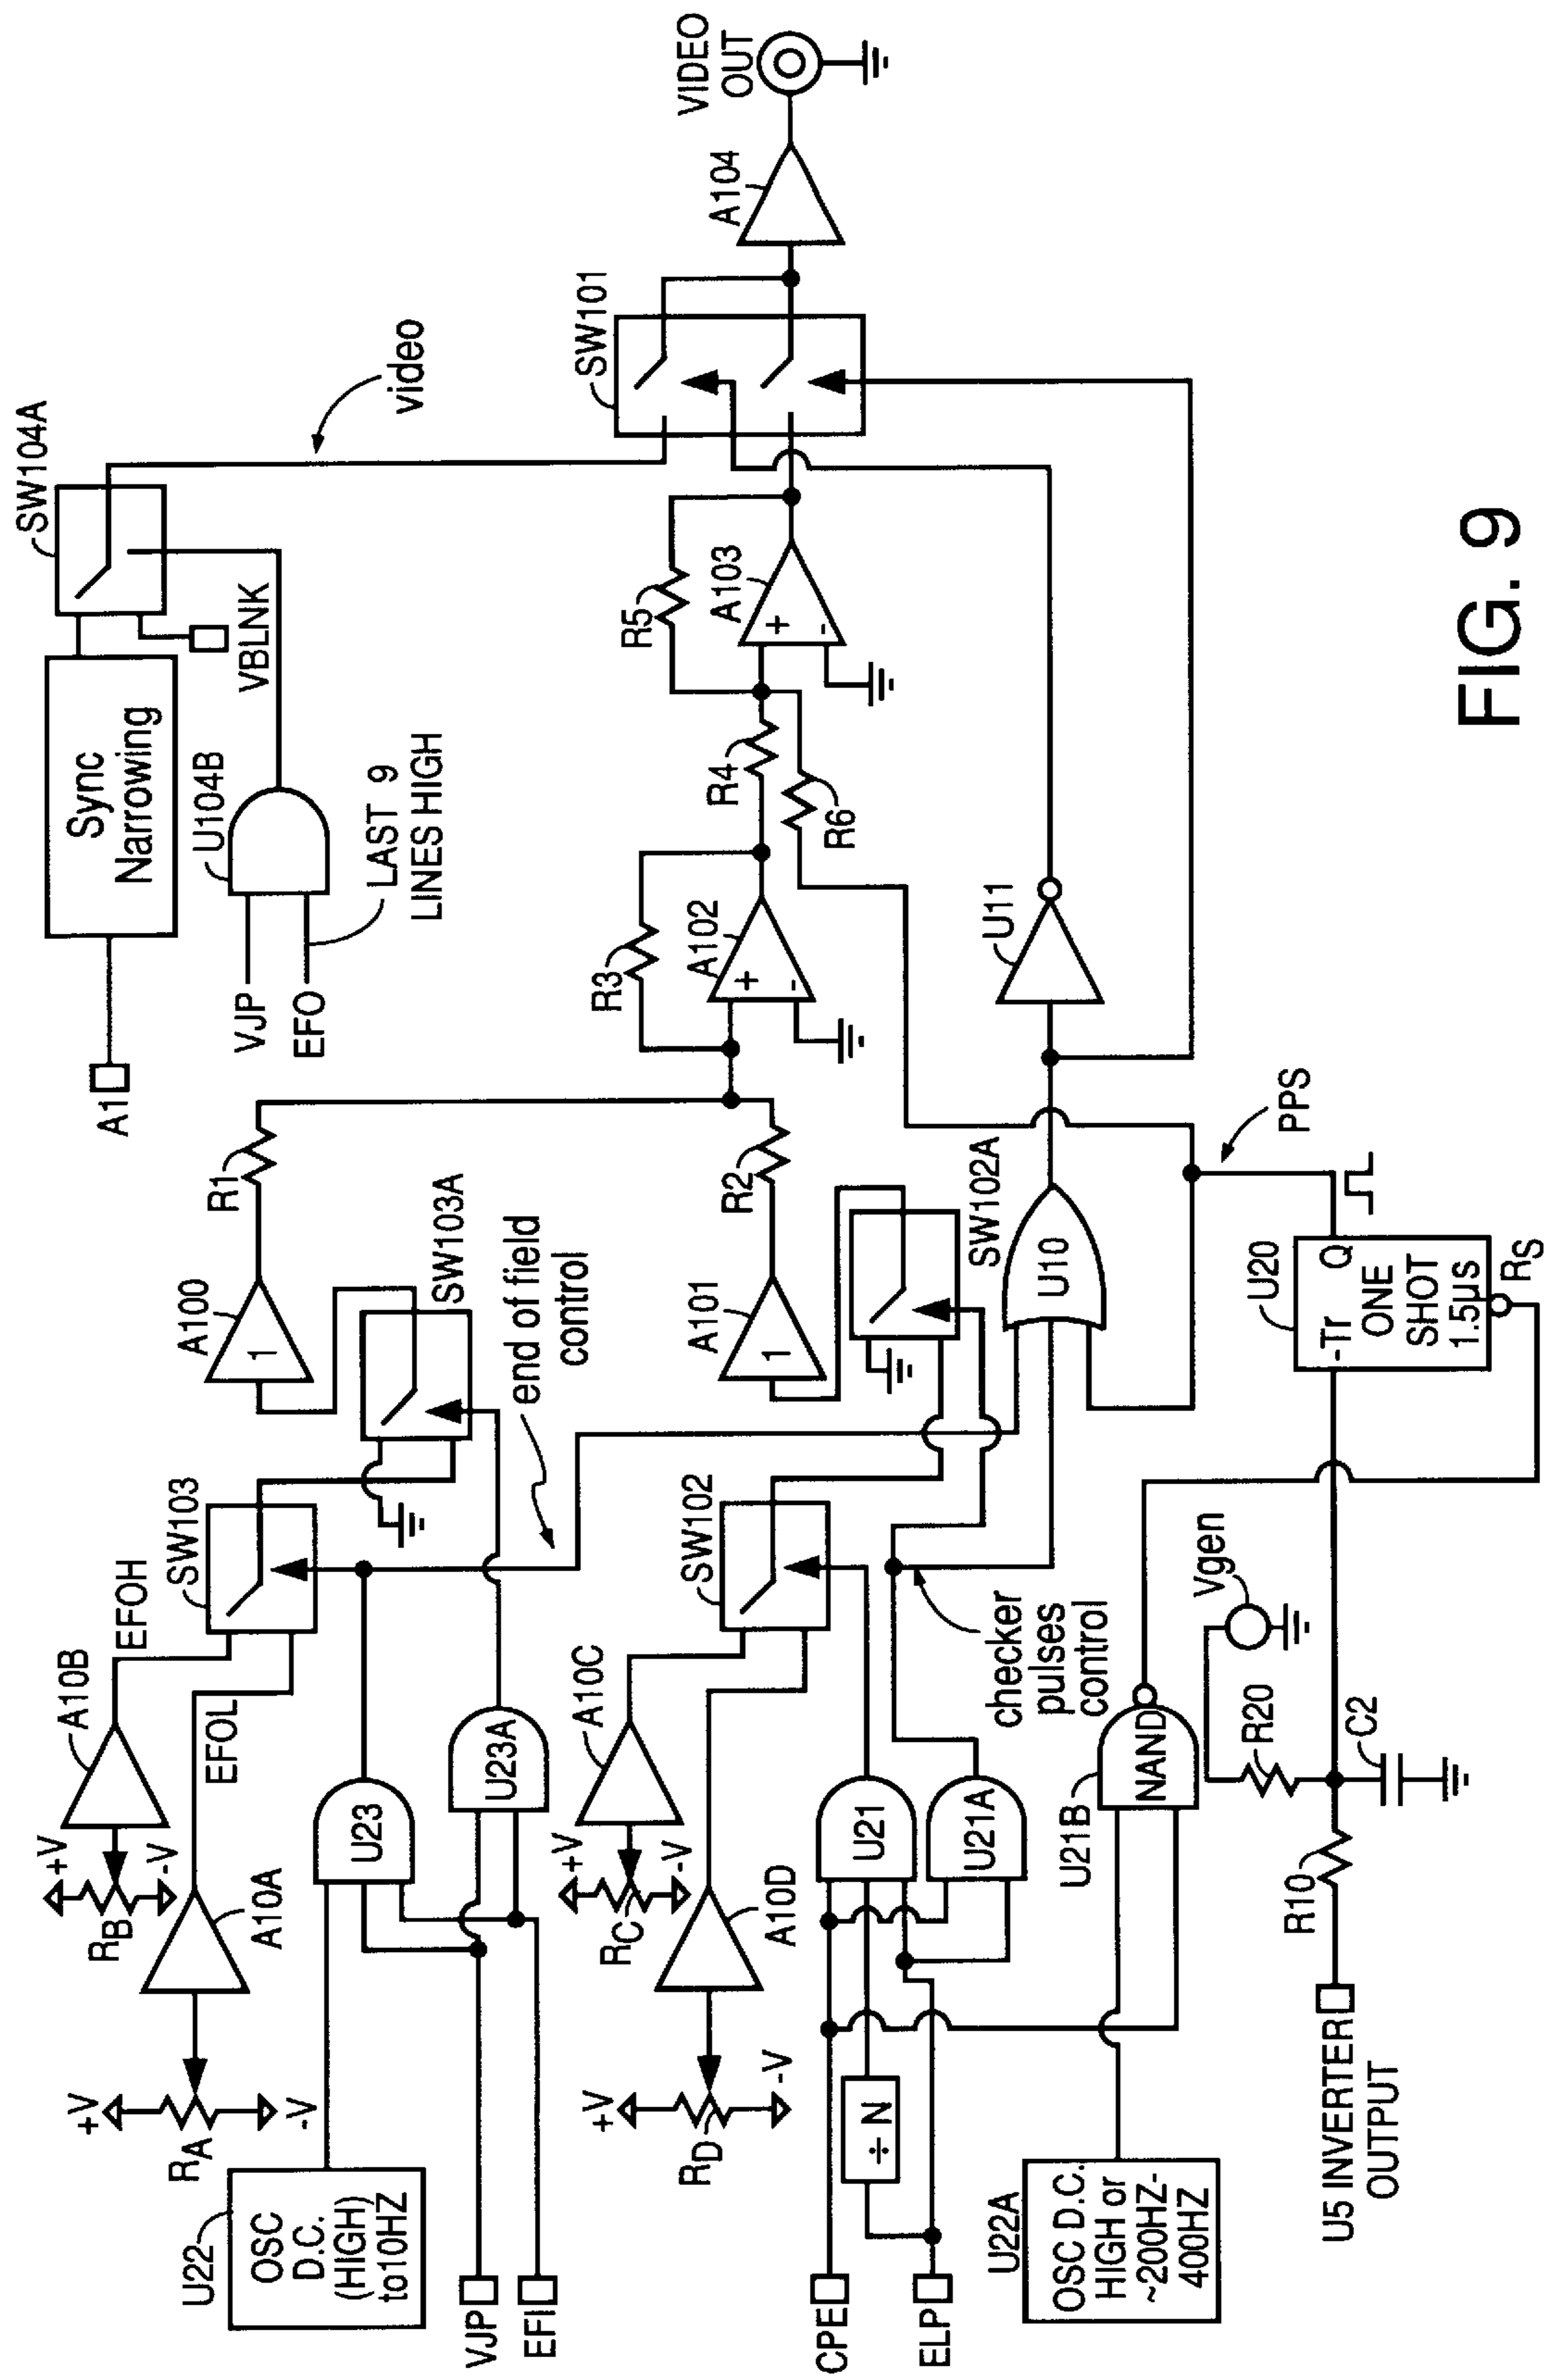 A1
Sync
Narrowing
SW104A
VBLNK
U104B
VJP
EFO
LAST 9
LINES HIGH
video
RB
+V
-V
A10B
EFOH
RA
+V
-V
A10A
EFOL
SW103
A100
1
R1
SW103A
U22
OSC
D.C.
(HIGH)
to10HZ
U23
U23A
VJP
EFI
end of field
control
RC
+V
-V
A10C
RD
+V
-V
A10D
SW102
A101
1
R2
SW102A
R3
A102
+
-
R4
R5
R6
A103
+
-
SW101
A104
VIDEO
OUT
CPE
ELP
÷ N
U21
U21A
checker
pulses
control
U10
U11
U22A
OSC D.C.
HIGH or
~200HZ-
400HZ
U21B
NAND
Vgen
R20
C2
R10
U5 INVERTER
OUTPUT
U20
-Tr
Q
ONE
SHOT
1.5μs
RS
PPS
FIG. 9